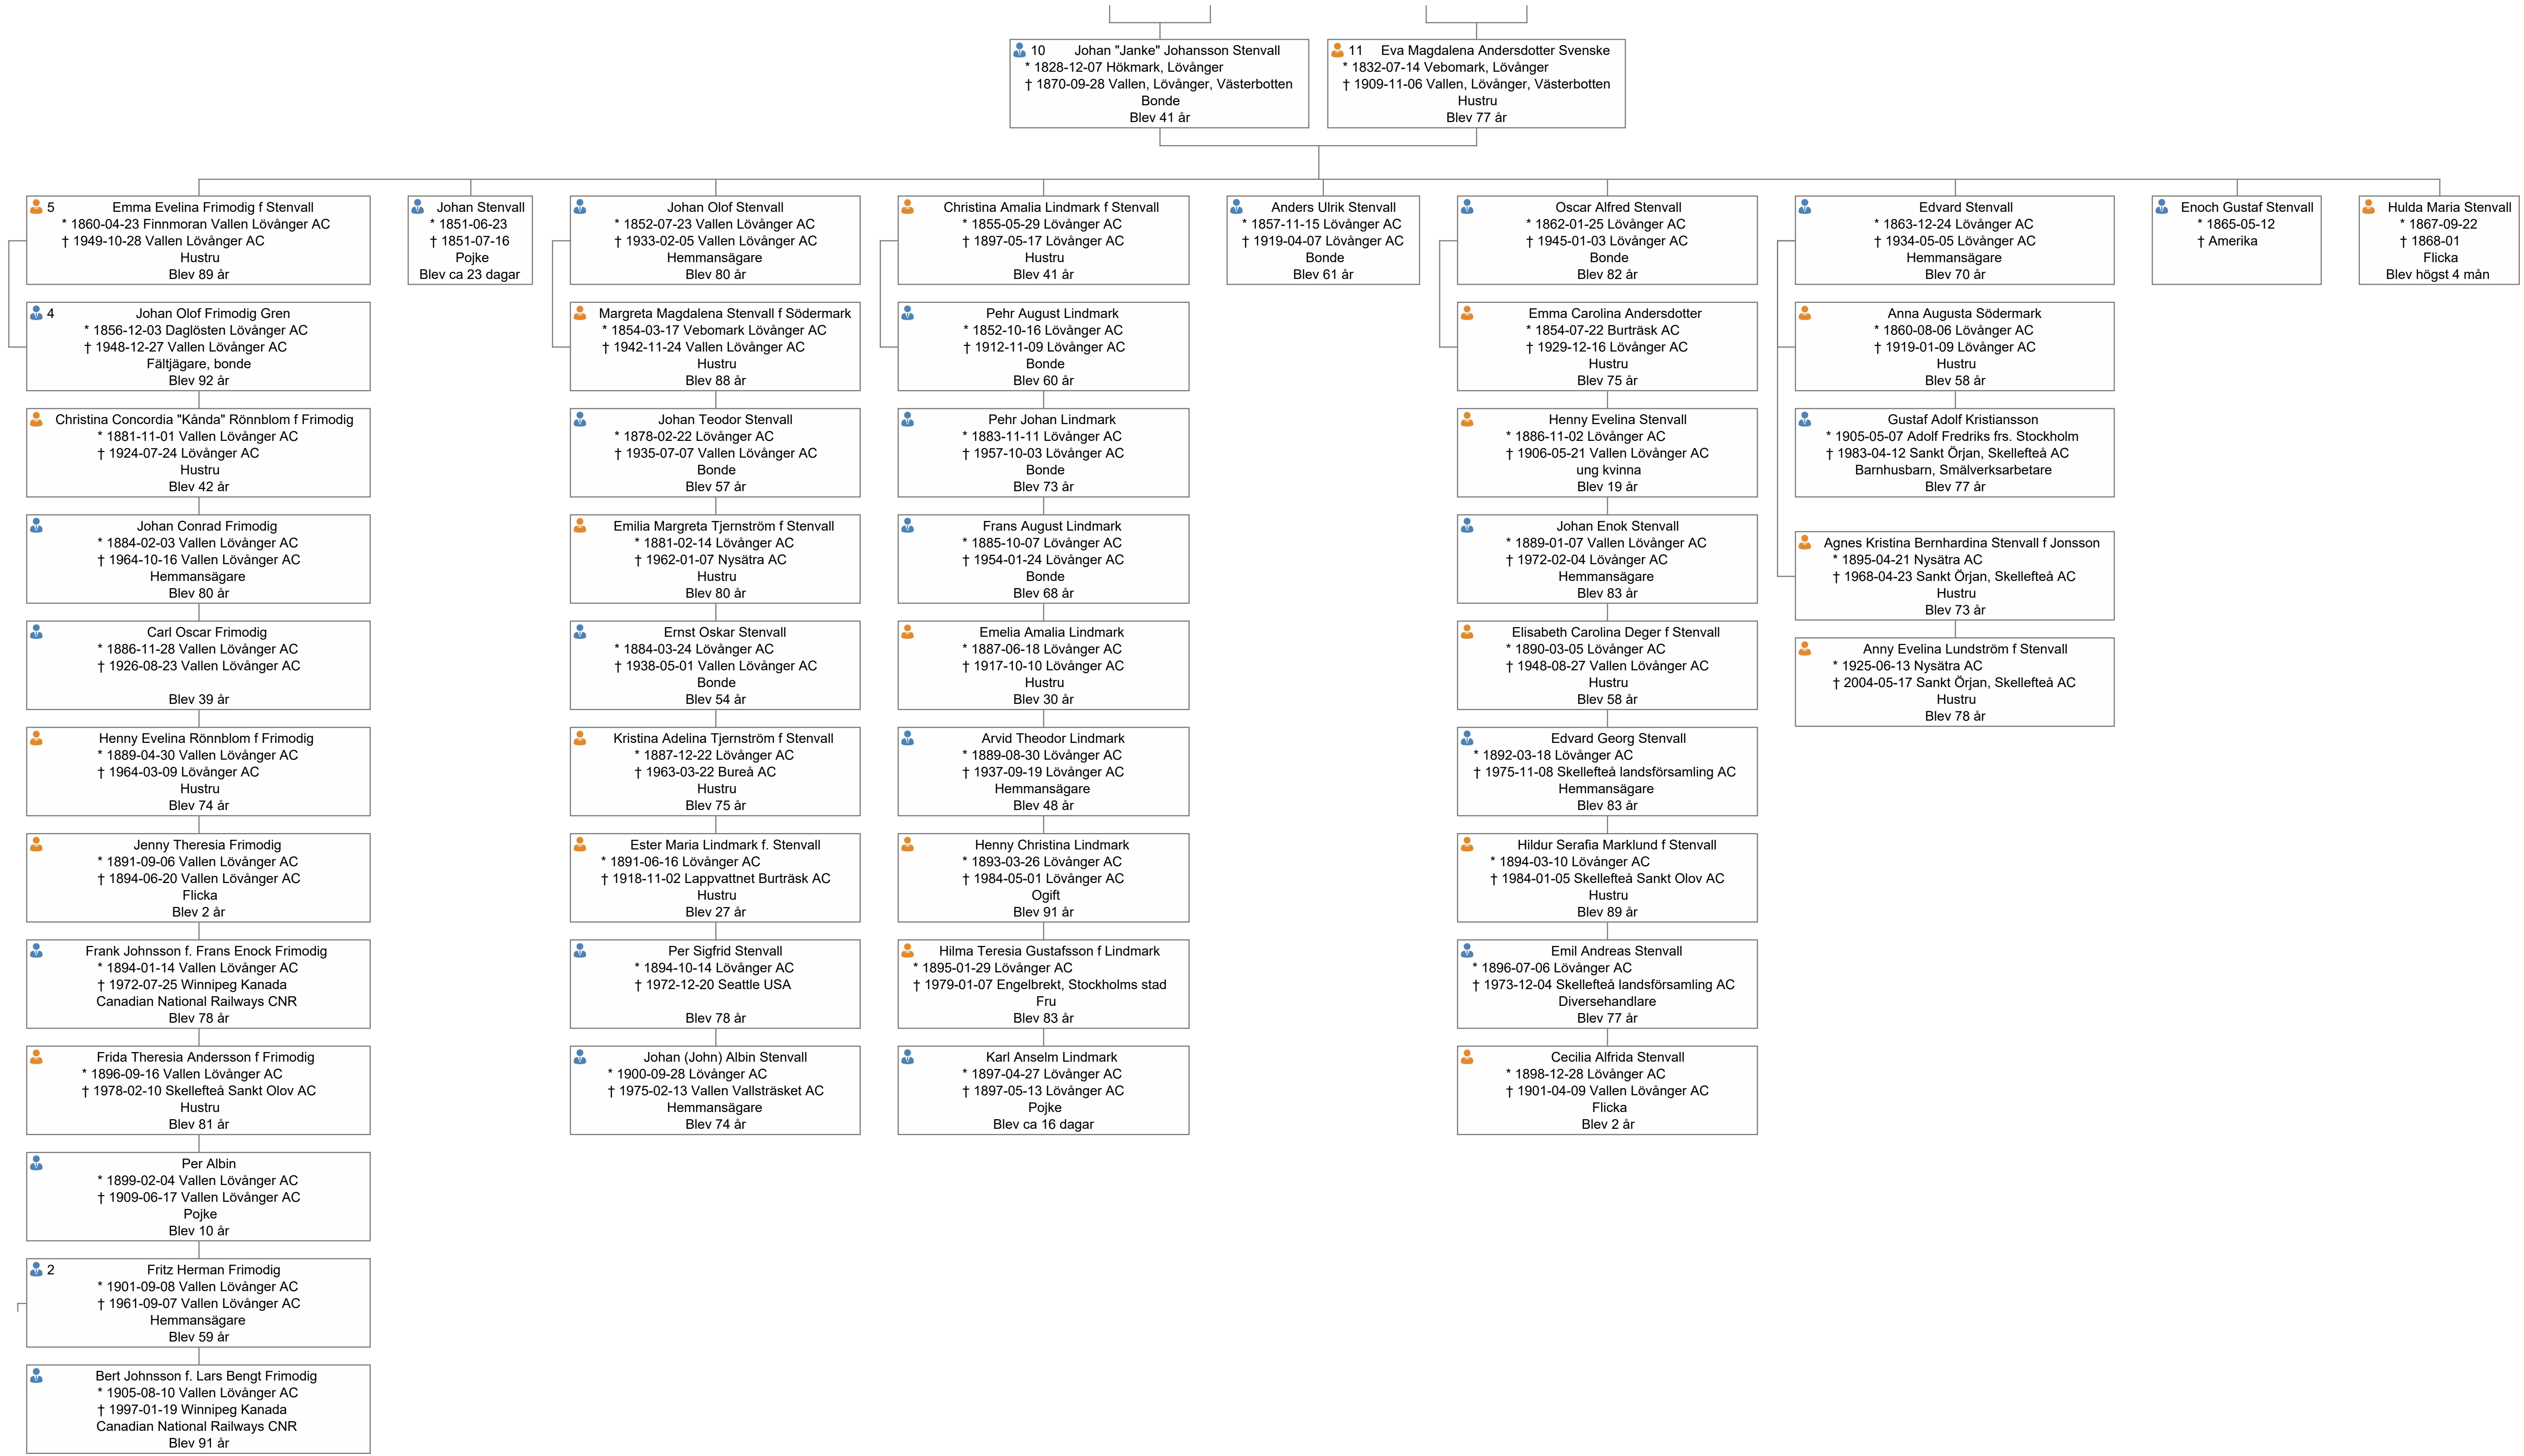 10 Johan "Janke" Johansson Stenvall
* 1828-12-07 Hökmark, Lövånger
† 1870-09-28 Vallen, Lövånger, Västerbotten
Bonde
Blev 41 år
11 Eva Magdalena Andersdotter Svenske
* 1832-07-14 Vebomark, Lövånger
† 1909-11-06 Vallen, Lövånger, Västerbotten
Hustru
Blev 77 år
5 Emma Evelina Frimodig f Stenvall
* 1860-04-23 Finnmoran Vallen Lövånger AC
† 1949-10-28 Vallen Lövånger AC
Hustru
Blev 89 år
4 Johan Olof Frimodig Gren
* 1856-12-03 Daglösten Lövånger AC
† 1948-12-27 Vallen Lövånger AC
Fältjägare, bonde
Blev 92 år
Christina Concordia "Kånda" Rönnblom f Frimodig
* 1881-11-01 Vallen Lövånger AC
† 1924-07-24 Lövånger AC
Hustru
Blev 42 år
Johan Conrad Frimodig
* 1884-02-03 Vallen Lövånger AC
† 1964-10-16 Vallen Lövånger AC
Hemmansägare
Blev 80 år
Carl Oscar Frimodig
* 1886-11-28 Vallen Lövånger AC
† 1926-08-23 Vallen Lövånger AC
Blev 39 år
Henny Evelina Rönnblom f Frimodig
* 1889-04-30 Vallen Lövånger AC
† 1964-03-09 Lövånger AC
Hustru
Blev 74 år
Jenny Theresia Frimodig
* 1891-09-06 Vallen Lövånger AC
† 1894-06-20 Vallen Lövånger AC
Flicka
Blev 2 år
Frank Johnsson f. Frans Enock Frimodig
* 1894-01-14 Vallen Lövånger AC
† 1972-07-25 Winnipeg Kanada
Canadian National Railways CNR
Blev 78 år
Frida Theresia Andersson f Frimodig
* 1896-09-16 Vallen Lövånger AC
† 1978-02-10 Skellefteå Sankt Olov AC
Hustru
Blev 81 år
Per Albin
* 1899-02-04 Vallen Lövånger AC
† 1909-06-17 Vallen Lövånger AC
Pojke
Blev 10 år
2 Fritz Herman Frimodig
* 1901-09-08 Vallen Lövånger AC
† 1961-09-07 Vallen Lövånger AC
Hemmansägare
Blev 59 år
Bert Johnsson f. Lars Bengt Frimodig
* 1905-08-10 Vallen Lövånger AC
† 1997-01-19 Winnipeg Kanada
Canadian National Railways CNR
Blev 91 år
Johan Stenvall
* 1851-06-23
† 1851-07-16
Pojke
Blev ca 23 dagar
Johan Olof Stenvall
* 1852-07-23 Vallen Lövånger AC
† 1933-02-05 Vallen Lövånger AC
Hemmansägare
Blev 80 år
Margreta Magdalena Stenvall f Södermark
* 1854-03-17 Vebomark Lövånger AC
† 1942-11-24 Vallen Lövånger AC
Hustru
Blev 88 år
Johan Teodor Stenvall
* 1878-02-22 Lövånger AC
† 1935-07-07 Vallen Lövånger AC
Bonde
Blev 57 år
Emilia Margreta Tjernström f Stenvall
* 1881-02-14 Lövånger AC
† 1962-01-07 Nysätra AC
Hustru
Blev 80 år
Ernst Oskar Stenvall
* 1884-03-24 Lövånger AC
† 1938-05-01 Vallen Lövånger AC
Bonde
Blev 54 år
Kristina Adelina Tjernström f Stenvall
* 1887-12-22 Lövånger AC
† 1963-03-22 Bureå AC
Hustru
Blev 75 år
Ester Maria Lindmark f. Stenvall
* 1891-06-16 Lövånger AC
† 1918-11-02 Lappvattnet Burträsk AC
Hustru
Blev 27 år
Per Sigfrid Stenvall
* 1894-10-14 Lövånger AC
† 1972-12-20 Seattle USA
Blev 78 år
Johan (John) Albin Stenvall
* 1900-09-28 Lövånger AC
† 1975-02-13 Vallen Vallsträsket AC
Hemmansägare
Blev 74 år
Christina Amalia Lindmark f Stenvall
* 1855-05-29 Lövånger AC
† 1897-05-17 Lövånger AC
Hustru
Blev 41 år
Pehr August Lindmark
* 1852-10-16 Lövånger AC
† 1912-11-09 Lövånger AC
Bonde
Blev 60 år
Pehr Johan Lindmark
* 1883-11-11 Lövånger AC
† 1957-10-03 Lövånger AC
Bonde
Blev 73 år
Frans August Lindmark
* 1885-10-07 Lövånger AC
† 1954-01-24 Lövånger AC
Bonde
Blev 68 år
Emelia Amalia Lindmark
* 1887-06-18 Lövånger AC
† 1917-10-10 Lövånger AC
Hustru
Blev 30 år
Arvid Theodor Lindmark
* 1889-08-30 Lövånger AC
† 1937-09-19 Lövånger AC
Hemmansägare
Blev 48 år
Henny Christina Lindmark
* 1893-03-26 Lövånger AC
† 1984-05-01 Lövånger AC
Ogift
Blev 91 år
Hilma Teresia Gustafsson f Lindmark
* 1895-01-29 Lövånger AC
† 1979-01-07 Engelbrekt, Stockholms stad
Fru
Blev 83 år
Karl Anselm Lindmark
* 1897-04-27 Lövånger AC
† 1897-05-13 Lövånger AC
Pojke
Blev ca 16 dagar
Anders Ulrik Stenvall
* 1857-11-15 Lövånger AC
† 1919-04-07 Lövånger AC
Bonde
Blev 61 år
Oscar Alfred Stenvall
* 1862-01-25 Lövånger AC
† 1945-01-03 Lövånger AC
Bonde
Blev 82 år
Emma Carolina Andersdotter
* 1854-07-22 Burträsk AC
† 1929-12-16 Lövånger AC
Hustru
Blev 75 år
Henny Evelina Stenvall
* 1886-11-02 Lövånger AC
† 1906-05-21 Vallen Lövånger AC
ung kvinna
Blev 19 år
Johan Enok Stenvall
* 1889-01-07 Vallen Lövånger AC
† 1972-02-04 Lövånger AC
Hemmansägare
Blev 83 år
Elisabeth Carolina Deger f Stenvall
* 1890-03-05 Lövånger AC
† 1948-08-27 Vallen Lövånger AC
Hustru
Blev 58 år
Edvard Georg Stenvall
* 1892-03-18 Lövånger AC
† 1975-11-08 Skellefteå landsförsamling AC
Hemmansägare
Blev 83 år
Hildur Serafia Marklund f Stenvall
* 1894-03-10 Lövånger AC
† 1984-01-05 Skellefteå Sankt Olov AC
Hustru
Blev 89 år
Emil Andreas Stenvall
* 1896-07-06 Lövånger AC
† 1973-12-04 Skellefteå landsförsamling AC
Diversehandlare
Blev 77 år
Cecilia Alfrida Stenvall
* 1898-12-28 Lövånger AC
† 1901-04-09 Vallen Lövånger AC
Flicka
Blev 2 år
Edvard Stenvall
* 1863-12-24 Lövånger AC
† 1934-05-05 Lövånger AC
Hemmansägare
Blev 70 år
Anna Augusta Södermark
* 1860-08-06 Lövånger AC
† 1919-01-09 Lövånger AC
Hustru
Blev 58 år
Gustaf Adolf Kristiansson
* 1905-05-07 Adolf Fredriks frs. Stockholm
† 1983-04-12 Sankt Örjan, Skellefteå AC
Barnhusbarn, Smälverksarbetare
Blev 77 år
Agnes Kristina Bernhardina Stenvall f Jonsson
* 1895-04-21 Nysätra AC
† 1968-04-23 Sankt Örjan, Skellefteå AC
Hustru
Blev 73 år
Anny Evelina Lundström f Stenvall
* 1925-06-13 Nysätra AC
† 2004-05-17 Sankt Örjan, Skellefteå AC
Hustru
Blev 78 år
Enoch Gustaf Stenvall
* 1865-05-12
† Amerika
Hulda Maria Stenvall
* 1867-09-22
† 1868-01
Flicka
Blev högst 4 mån